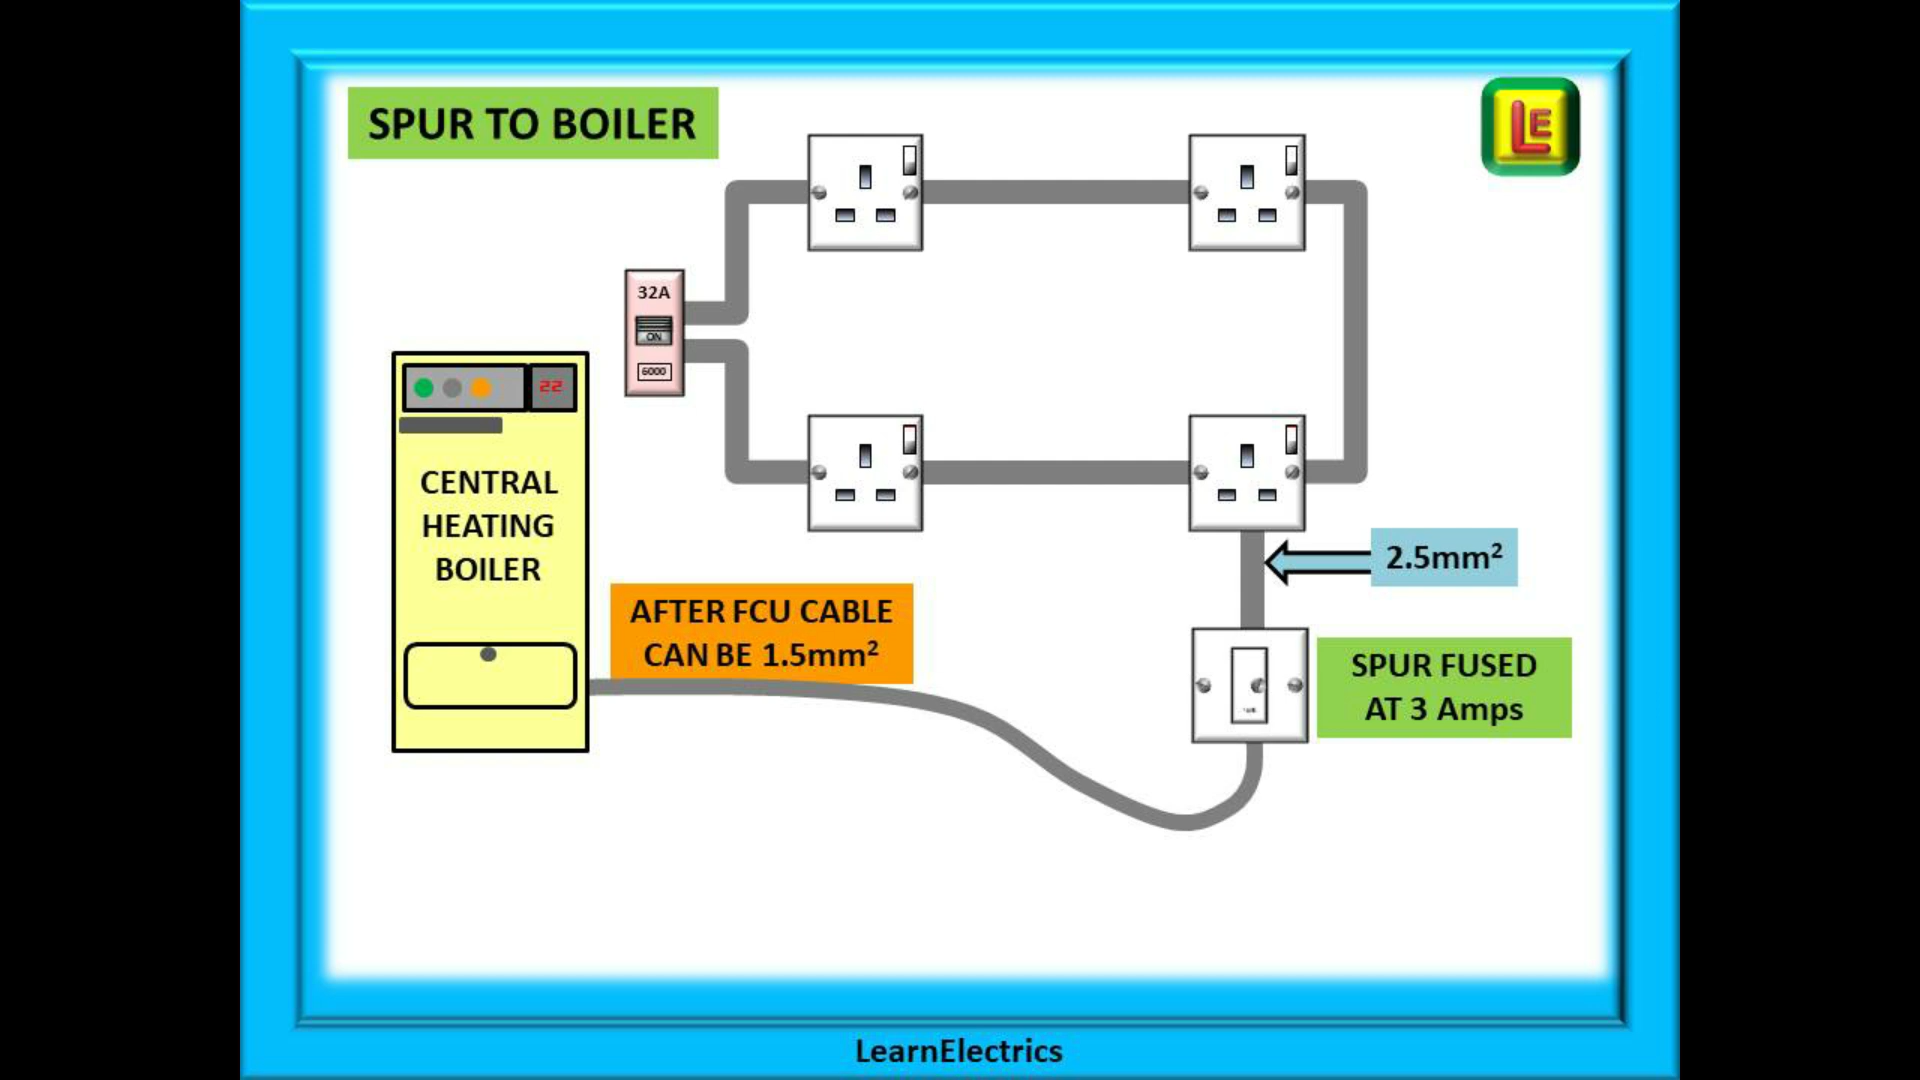 SPUR TO BOILER
LE
32A
ON
6000
22
CENTRAL
HEATING
BOILER
2.5mm²
AFTER FCU CABLE
CAN BE 1.5mm²
SPUR FUSED
AT 3 Amps
LearnElectrics